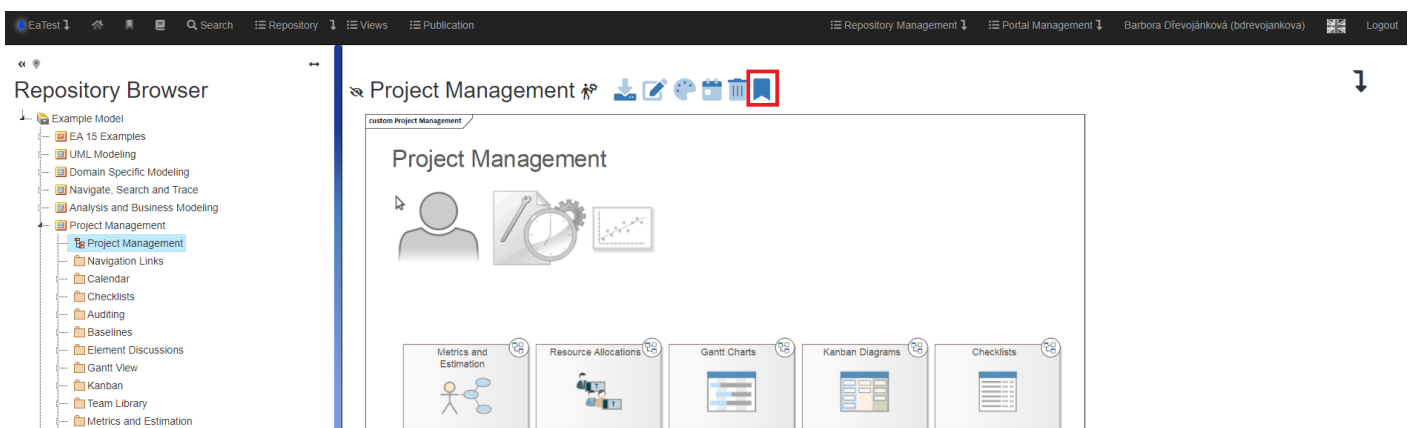 EaTest Search Repository Views Publication Repository Management Portal Management Barbora Dřevojánková (bdrevojankova) Logout
Repository Browser
Example Model
EA 15 Examples
UML Modeling
Domain Specific Modeling
Navigate, Search and Trace
Analysis and Business Modeling
Project Management
Project Management
Navigation Links
Calendar
Checklists
Auditing
Baselines
Element Discussions
Gantt View
Kanban
Team Library
Metrics and Estimation
Project Management
custom Project Management
Project Management
Metrics and
Estimation
Resource Allocations
Gantt Charts
Kanban Diagrams
Checklists